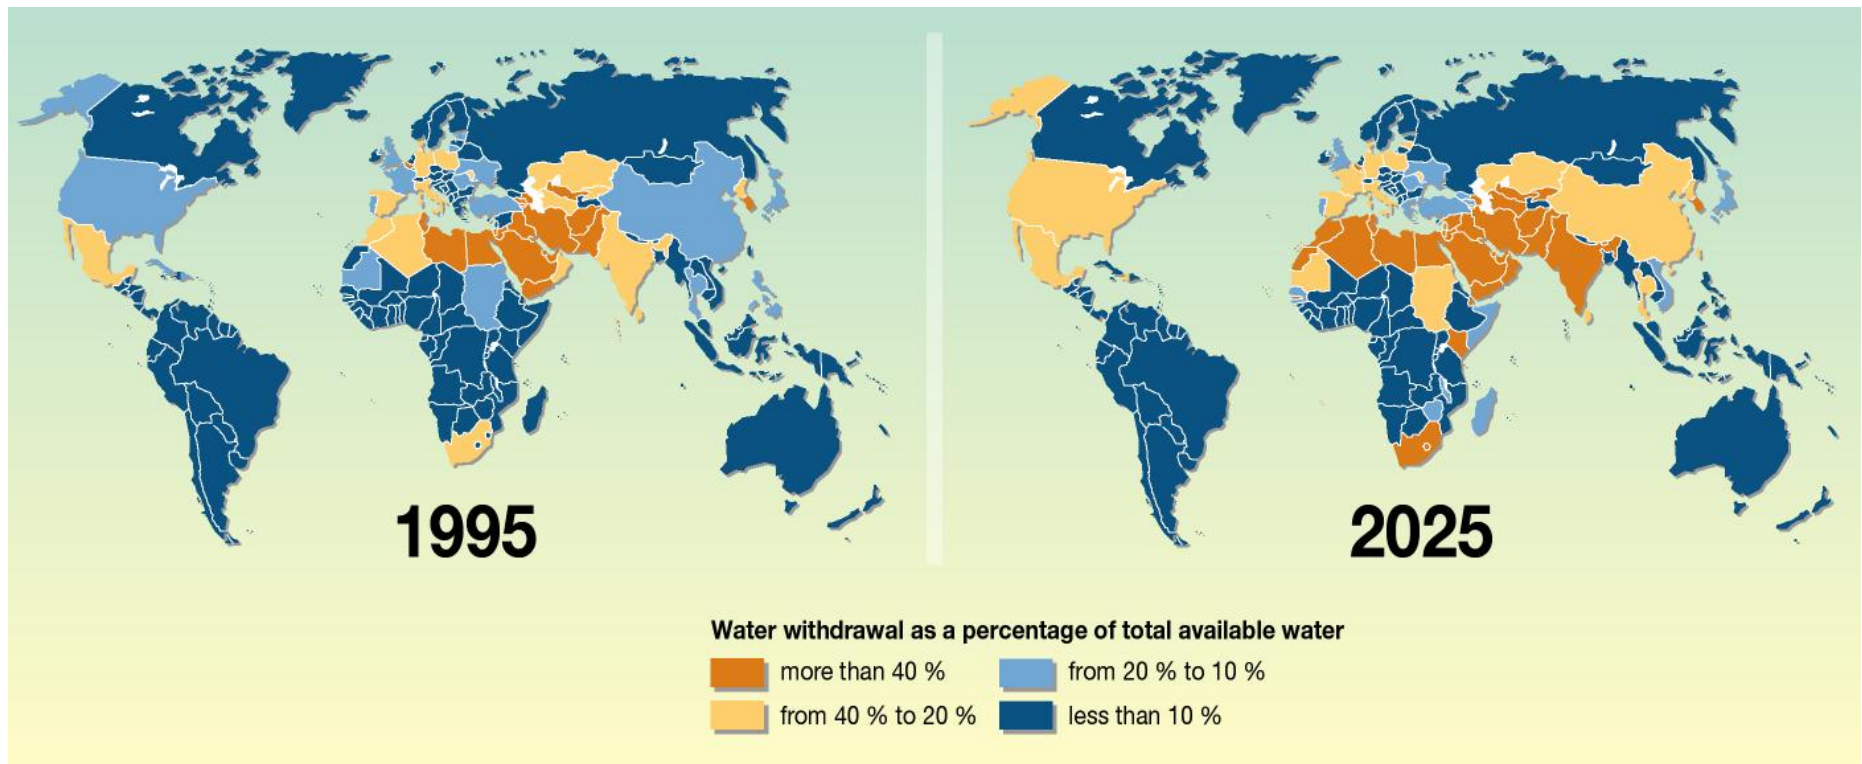 1995
2025
Water withdrawal as a percentage of total available water
more than 40 %
from 20 % to 10 %
from 40 % to 20 %
less than 10 %